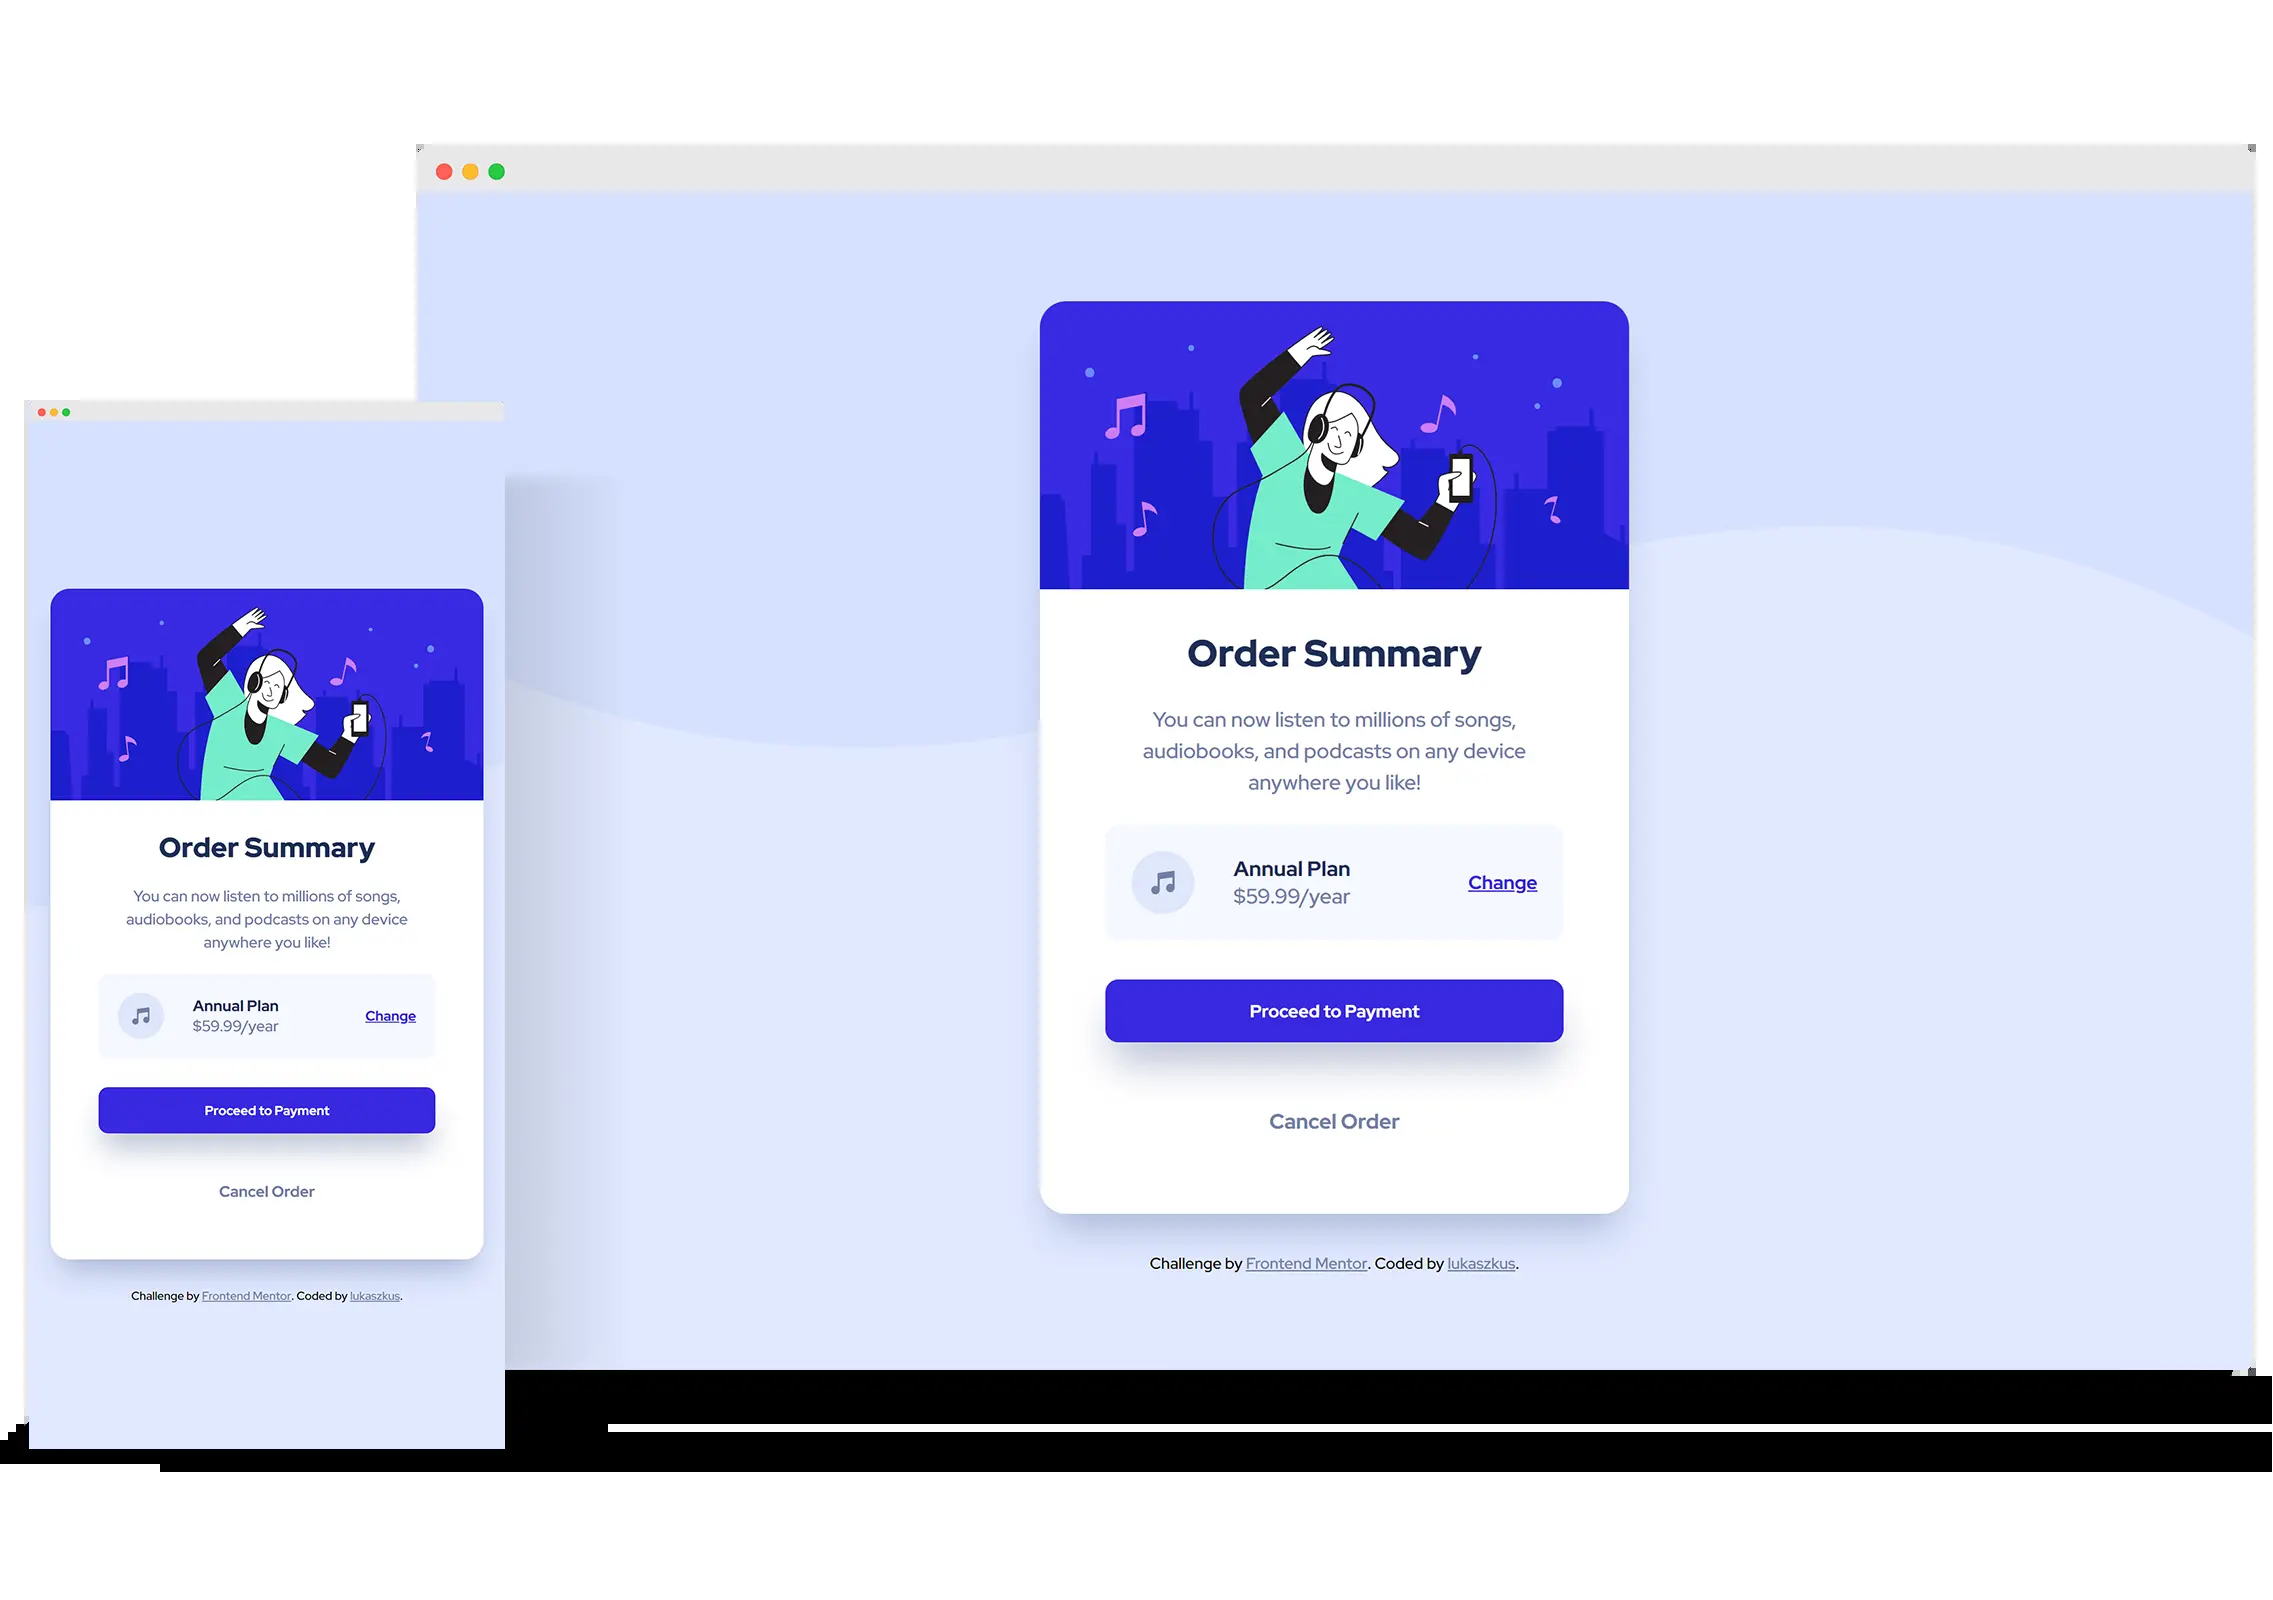 Order Summary
You can now listen to millions of songs,
audiobooks, and podcasts on any device
anywhere you like!
Annual Plan
$59.99/year
Change
Proceed to Payment
Cancel Order
Challenge by Frontend Mentor. Coded by lukaszkus.
Order Summary
You can now listen to millions of songs,
audiobooks, and podcasts on any device
anywhere you like!
Annual Plan
$59.99/year
Change
Proceed to Payment
Cancel Order
Challenge by Frontend Mentor. Coded by lukaszkus.